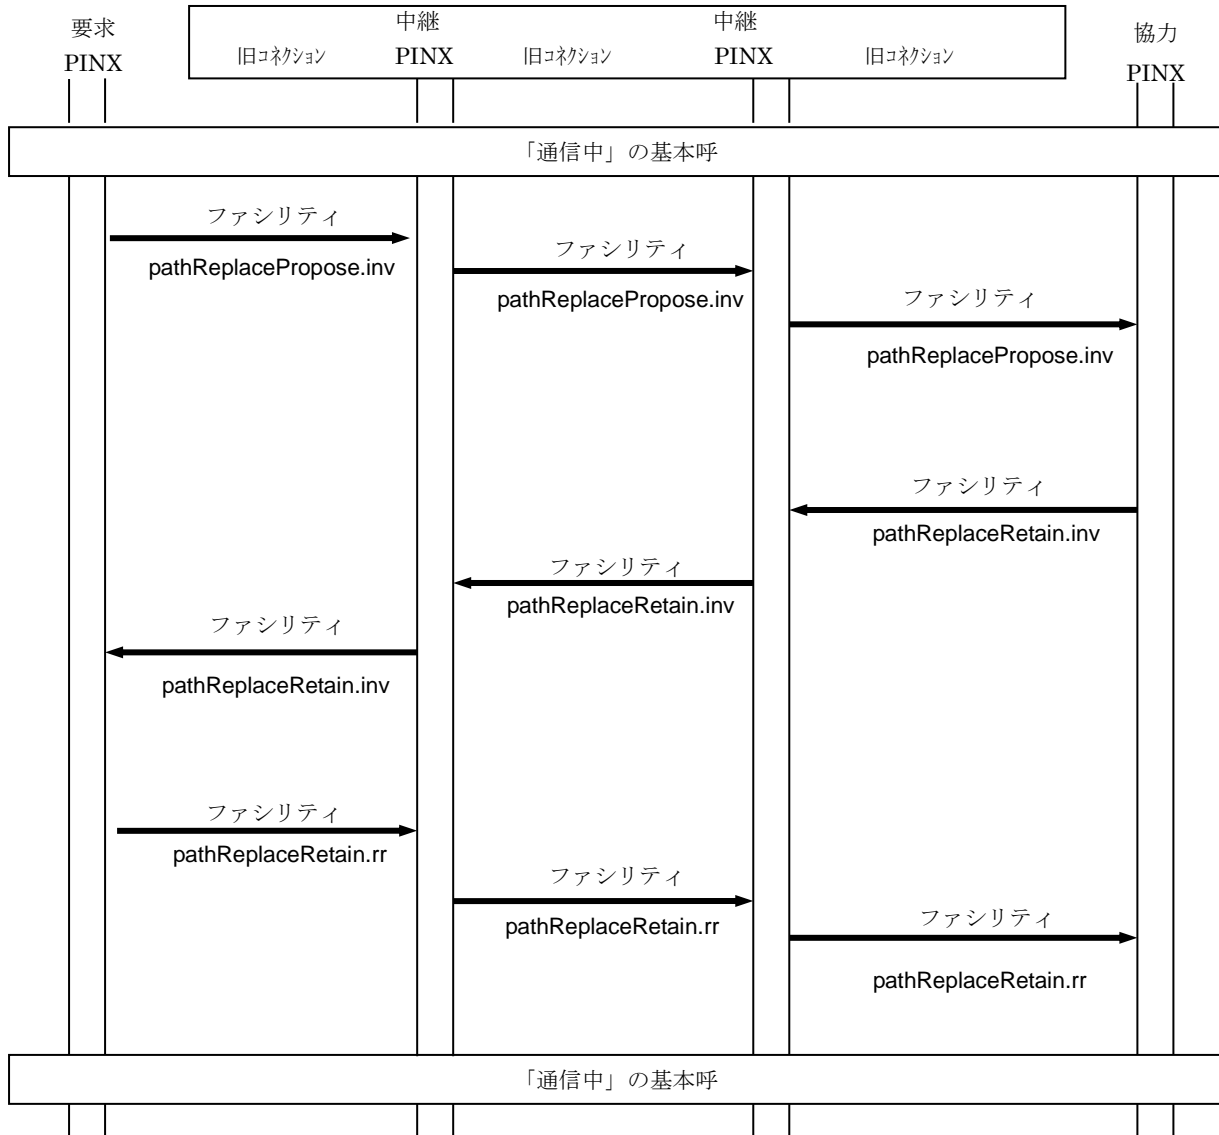 要求
PINX
中継
PINX
中継
PINX
旧ｺﾈｸｼｮﾝ
旧ｺﾈｸｼｮﾝ
旧ｺﾈｸｼｮﾝ
協力
PINX
「通信中」の基本呼
ファシリティ
pathReplacePropose.inv
ファシリティ
pathReplacePropose.inv
ファシリティ
pathReplacePropose.inv
ファシリティ
pathReplaceRetain.inv
ファシリティ
pathReplaceRetain.inv
ファシリティ
pathReplaceRetain.inv
ファシリティ
pathReplaceRetain.rr
ファシリティ
pathReplaceRetain.rr
ファシリティ
pathReplaceRetain.rr
「通信中」の基本呼